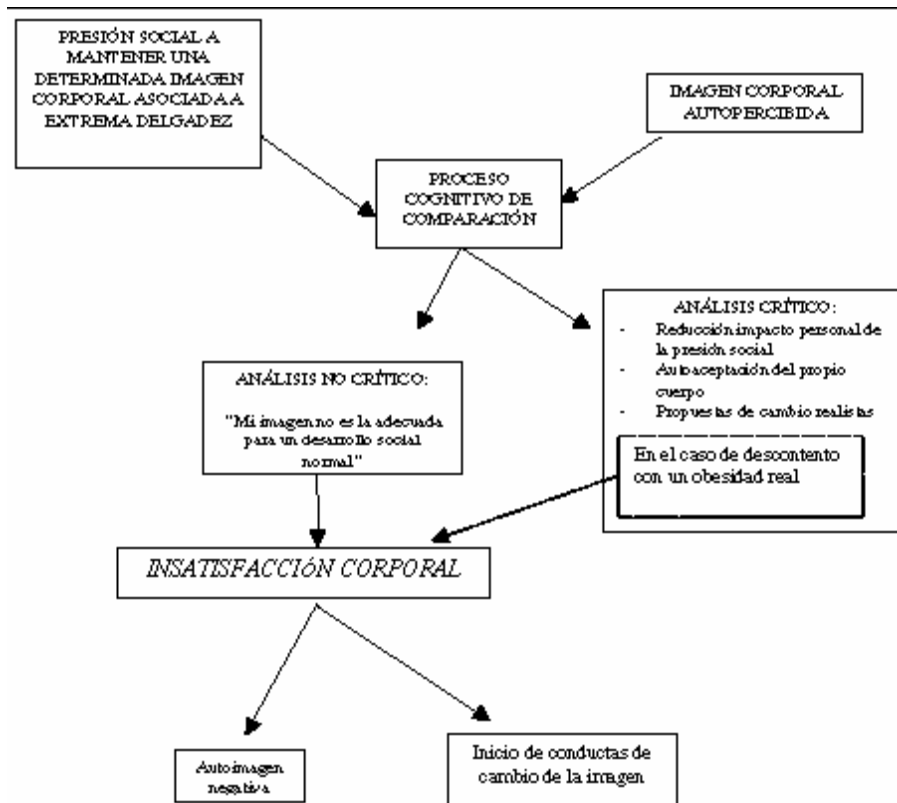 PRESIÓN SOCIAL A
MANTENER UNA
DETERMINADA IMAGEN
CORPORAL ASOCIADA A
EXTREMA DELGADEZ
IMAGEN CORPORAL
AUTOPERCIBIDA
PROCESO
COGNITIVO DE
COMPARACIÓN
ANÁLISIS NO CRÍTICO:
"Mi imagen no es la adecuada
para un desarrollo social
normal"
ANÁLISIS CRÍTICO:
- Reducción impacto personal de
la presión social
- Autoaceptación del propio
cuerpo
- Propuestas de cambio realistas
En el caso de descontento
con un obesidad real
INSATISFACCIÓN CORPORAL
Autoimagen
negativa
Inicio de conductas de
cambio de la imagen